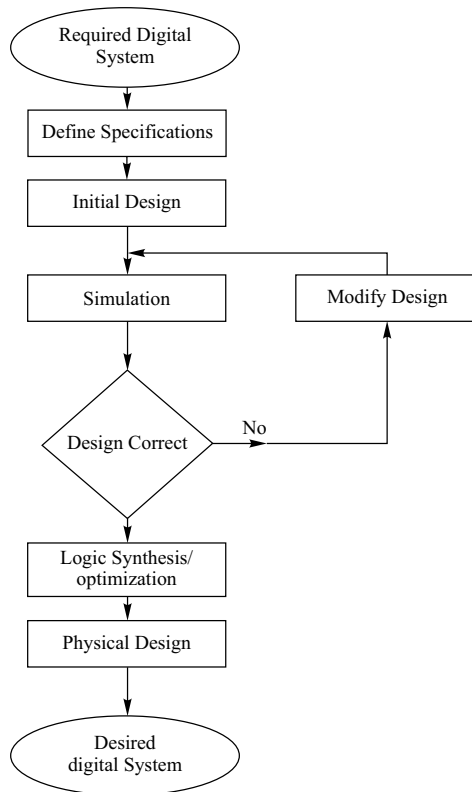 Required Digital
System
Define Specifications
Initial Design
Simulation
Modify Design
Design Correct
No
Logic Synthesis/
optimization
Physical Design
Desired
digital System